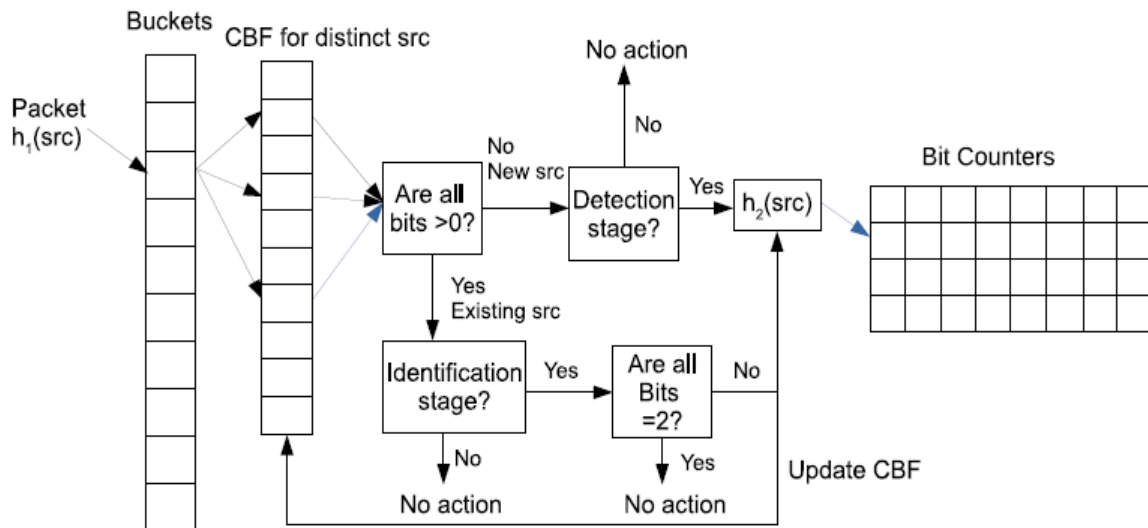 Buckets
CBF for distinct src
Packet
h1(src)
No action
No
No
New src
Are all
bits >0?
Detection
stage?
Yes
h2(src)
Bit Counters
Yes
Existing src
Identification
stage?
Yes
Are all
Bits
=2?
No
No
No action
Yes
No action
Update CBF